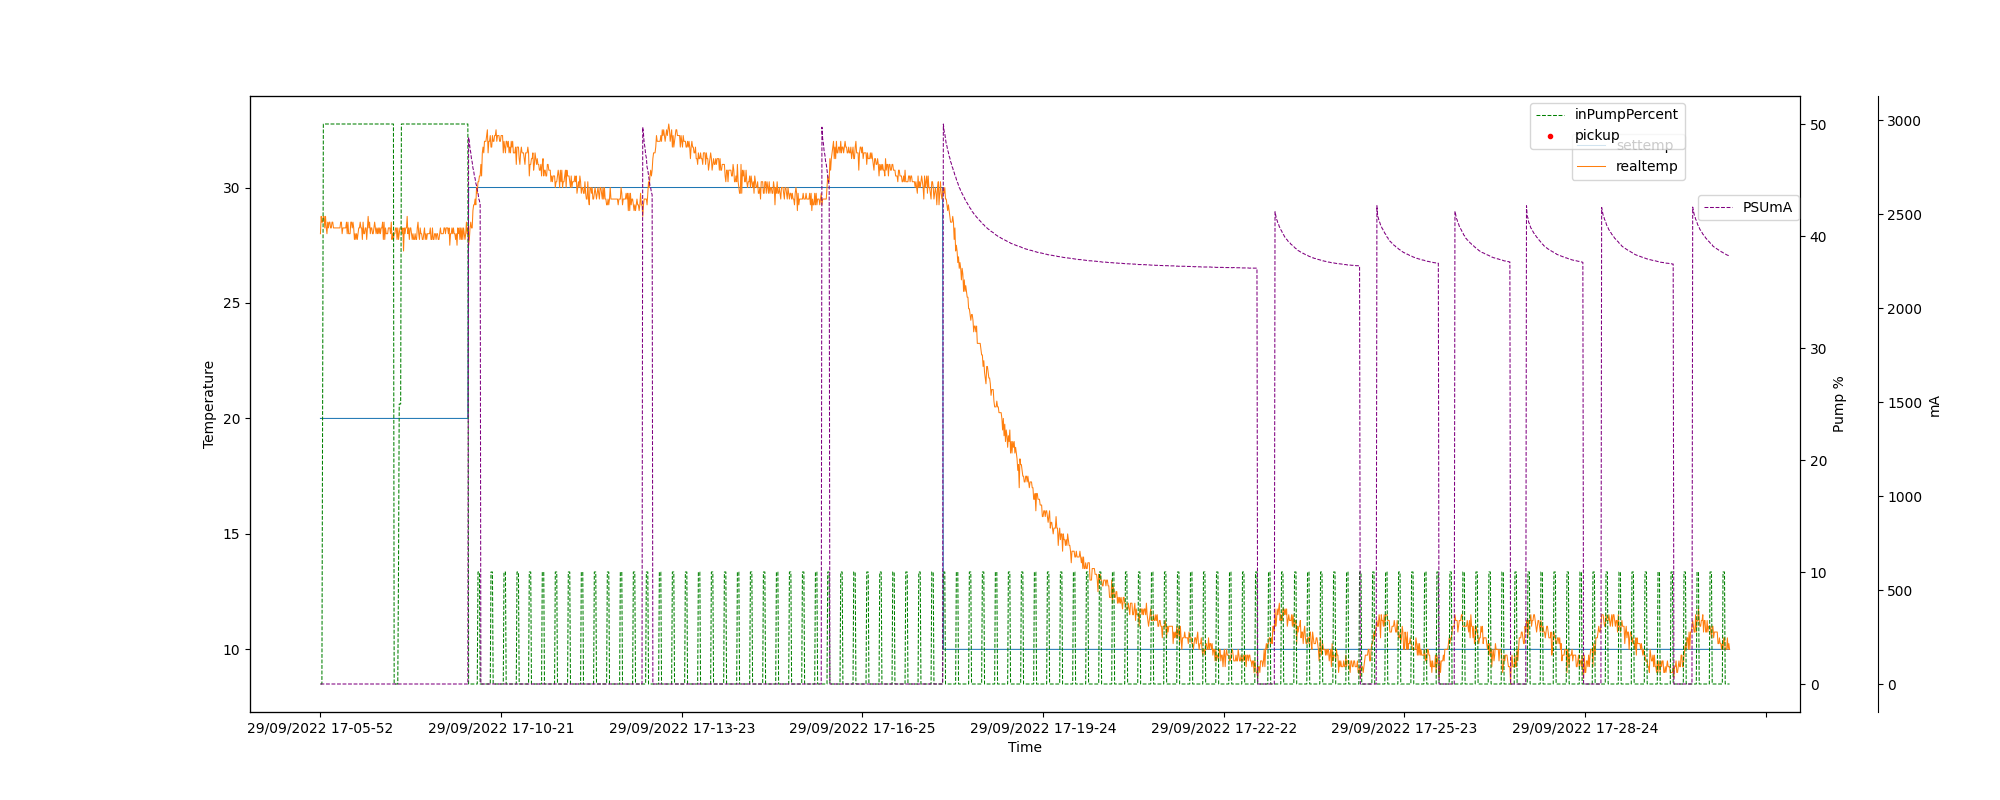 inPumpPercent
pickup
settemp
realtemp
PSUmA
30
25
20
15
10
Temperature
50
40
30
20
10
0
Pump %
3000
2500
2000
1500
1000
500
0
mA
29/09/2022 17-05-52
29/09/2022 17-10-21
29/09/2022 17-13-23
29/09/2022 17-16-25
29/09/2022 17-19-24
29/09/2022 17-22-22
29/09/2022 17-25-23
29/09/2022 17-28-24
Time